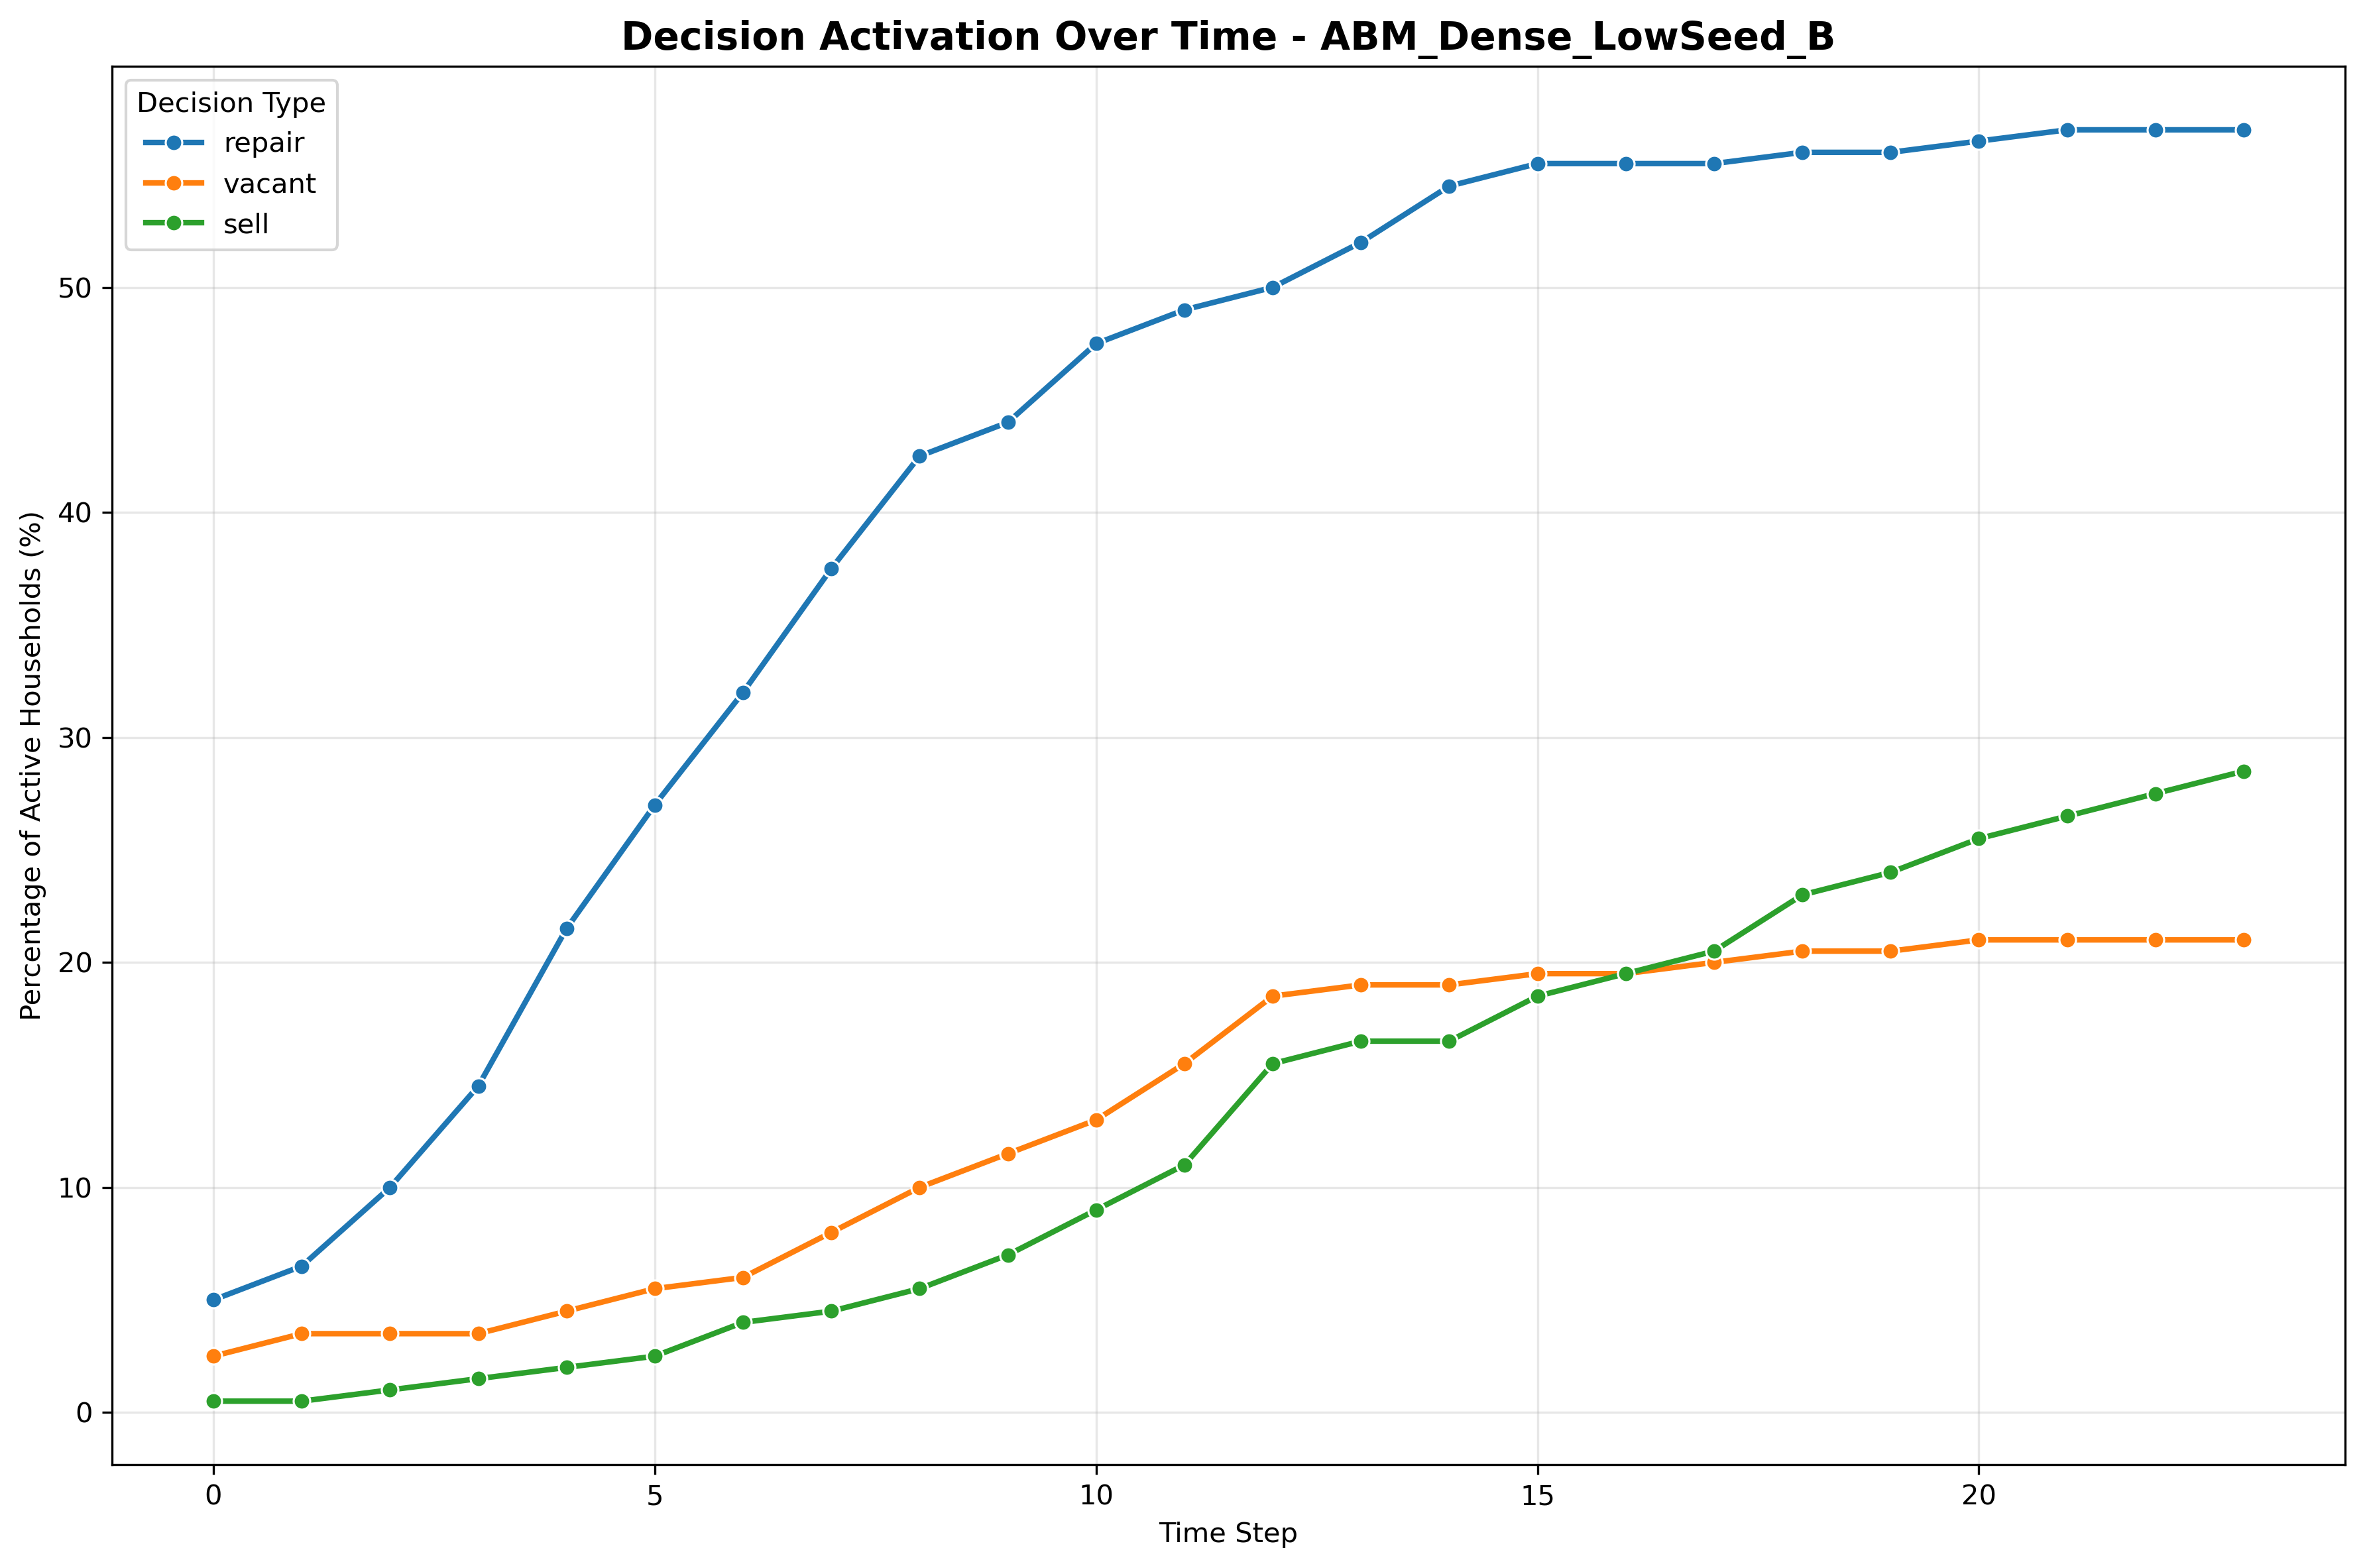 Decision Activation Over Time - ABM_Dense_LowSeed_B
Decision Type
repair
vacant
sell
Percentage of Active Households (%)
50
40
30
20
10
0
0 5 10 15 20
Time Step